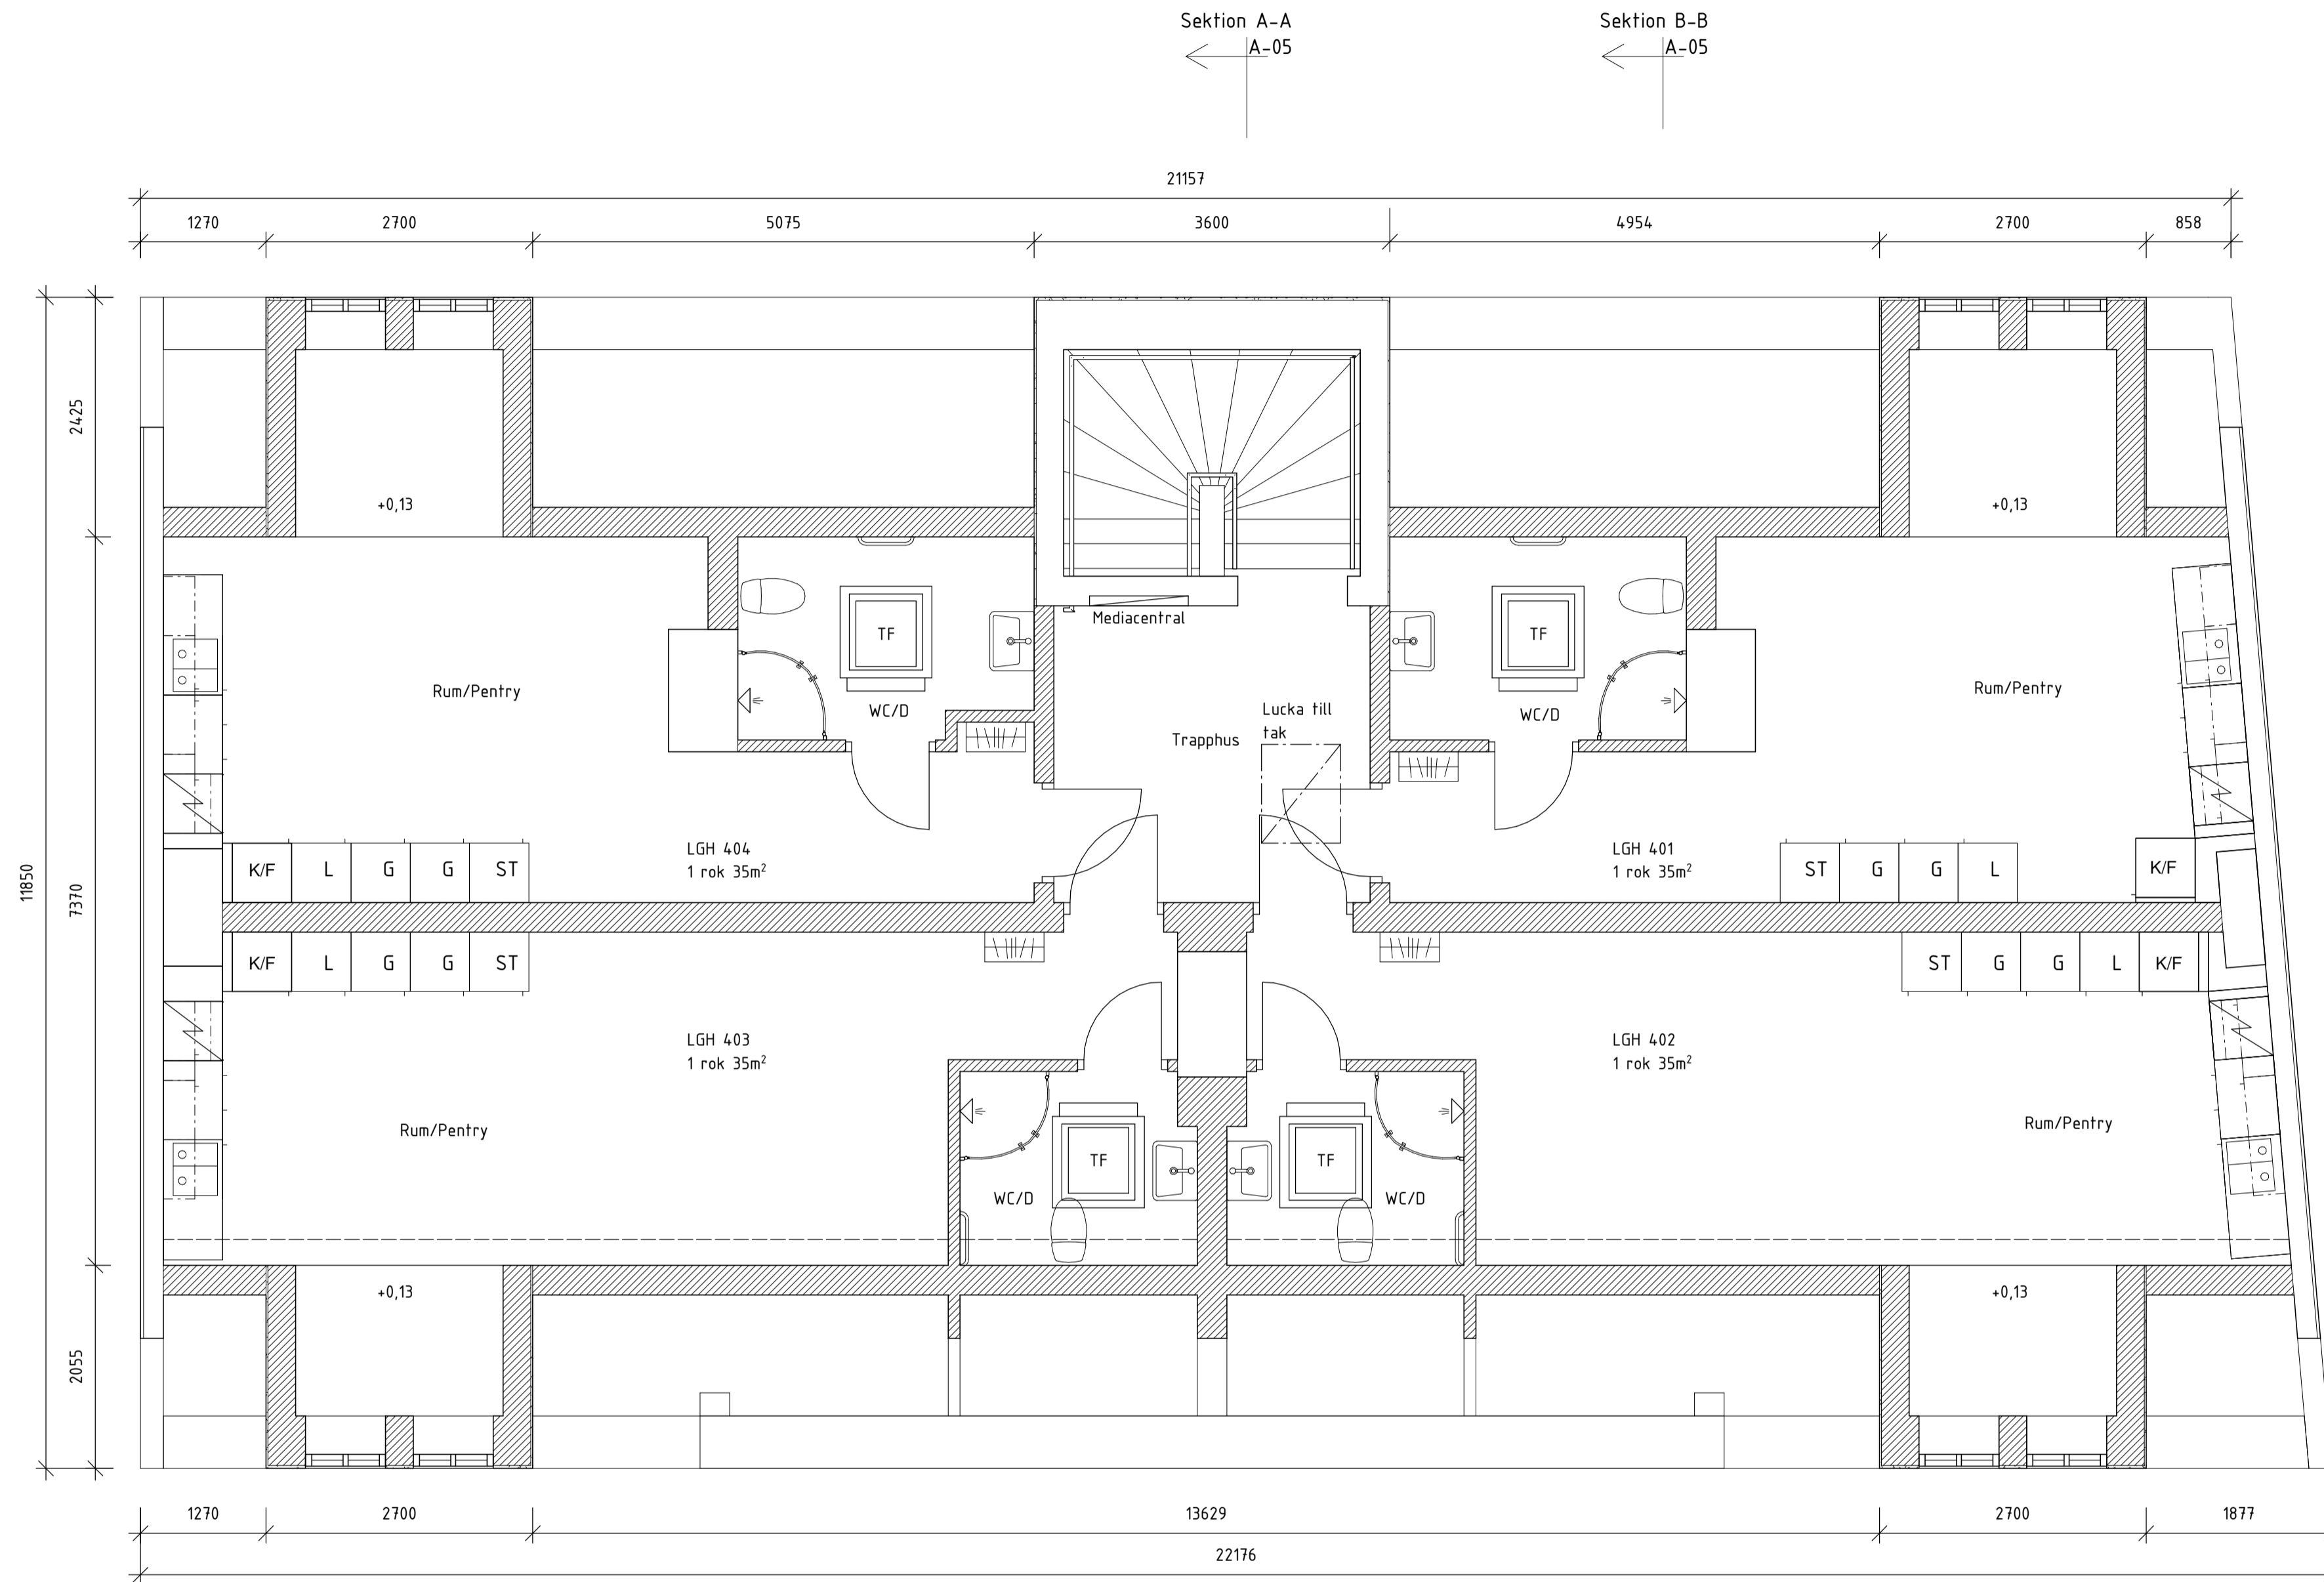 Sektion A-A
A-05
Sektion B-B
A-05
21157
1270
2700
5075
3600
4954
2700
858
11850
2425
7370
2055
+0,13
+0,13
Mediacentral
TF
TF
Rum/Pentry
Rum/Pentry
WC/D
WC/D
Lucka till
tak
Trapphus
LGH 404
1 rok 35m²
LGH 401
1 rok 35m²
K/F L G G ST
ST G G L K/F
K/F L G G ST
ST G G L K/F
LGH 403
1 rok 35m²
LGH 402
1 rok 35m²
Rum/Pentry
Rum/Pentry
TF
TF
WC/D
WC/D
+0,13
+0,13
1270
2700
13629
2700
1877
22176